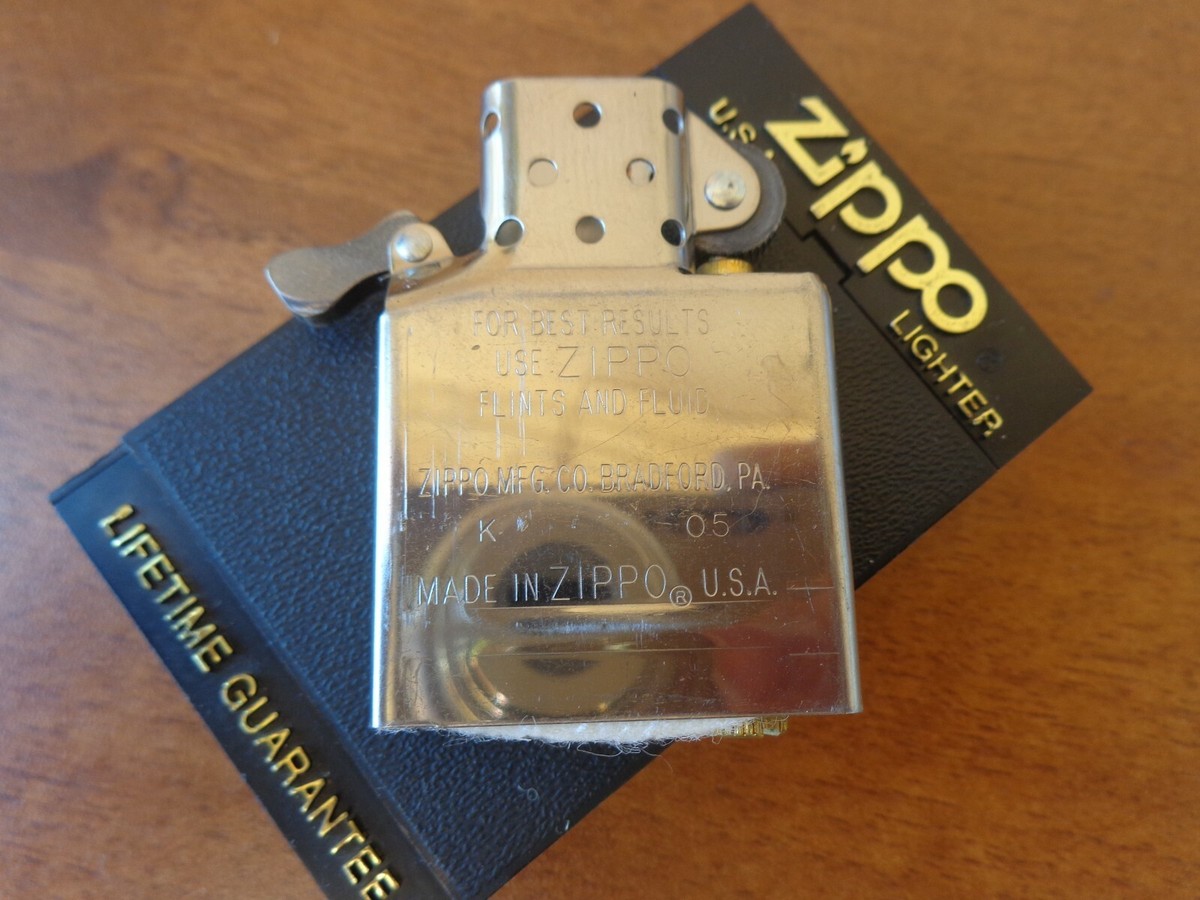 U.S.A.
Zippo
LIGHTER
FOR BEST RESULTS
USE ZIPPO
FLINTS AND FLUID
ZIPPO MFG. CO. BRADFORD, PA.
K 05
MADE IN ZIPPO® U.S.A.
LIFETIME GUARANTEE